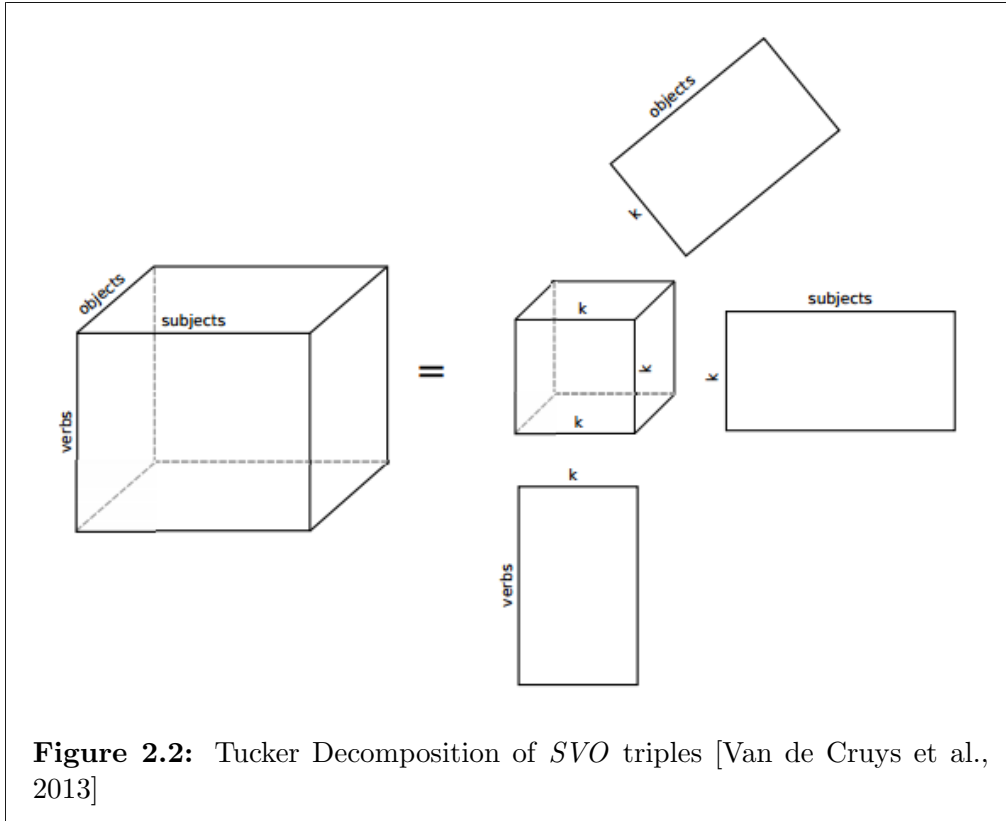 objects
k
objects
subjects
verbs
=
k
k
k
subjects
k
k
verbs
Figure 2.2: Tucker Decomposition of SVO triples [Van de Cruys et al.,
2013]